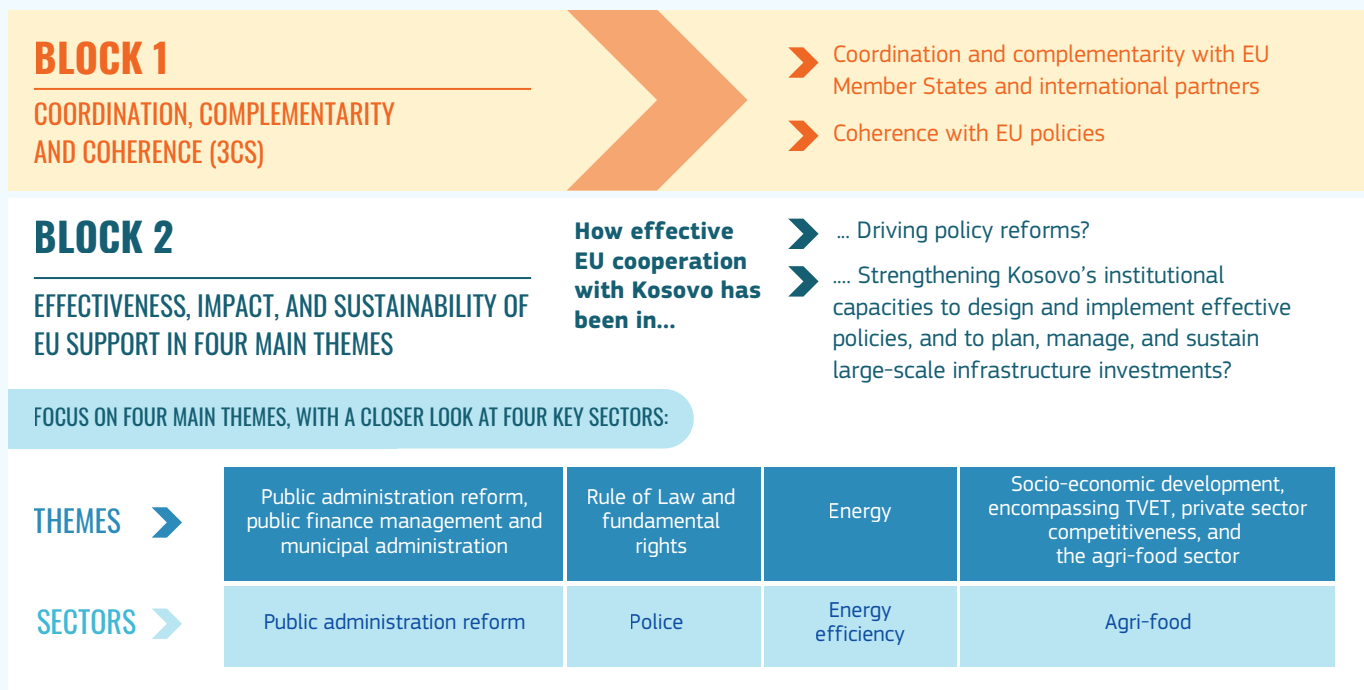 BLOCK 1
COORDINATION, COMPLEMENTARITY
AND COHERENCE (3CS)
Coordination and complementarity with EU
Member States and international partners
Coherence with EU policies
BLOCK 2
EFFECTIVENESS, IMPACT, AND SUSTAINABILITY OF
EU SUPPORT IN FOUR MAIN THEMES
How effective
EU cooperation
with Kosovo has
been in...
... Driving policy reforms?
.... Strengthening Kosovo's institutional
capacities to design and implement effective
policies, and to plan, manage, and sustain
large-scale infrastructure investments?
FOCUS ON FOUR MAIN THEMES, WITH A CLOSER LOOK AT FOUR KEY SECTORS:
THEMES
Public administration reform,
public finance management and
municipal administration
Rule of Law and
fundamental
rights
Energy
Socio-economic development,
encompassing TVET, private sector
competitiveness, and
the agri-food sector
SECTORS
Public administration reform
Police
Energy
efficiency
Agri-food